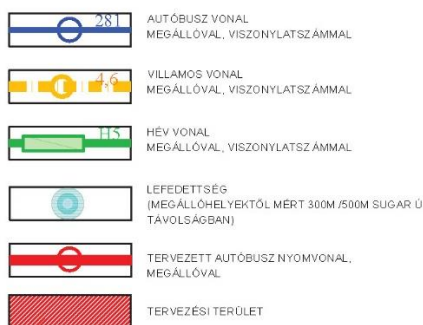 281
AUTÓBUSZ VONAL
MEGÁLLÓVAL, VISZONYLATSZÁMMAL
4,6
VILLAMOS VONAL
MEGÁLLÓVAL, VISZONYLATSZÁMMAL
H5
HÉV VONAL
MEGÁLLÓVAL, VISZONYLATSZÁMMAL
LEFEDETTSÉG
(MEGÁLLÓHELYEKTŐL MÉRT 300M /500M SUGAR Ú
TÁVOLSÁGBAN)
TERVEZETT AUTÓBUSZ NYOMVONAL,
MEGÁLLÓVAL
TERVEZÉSI TERÜLET